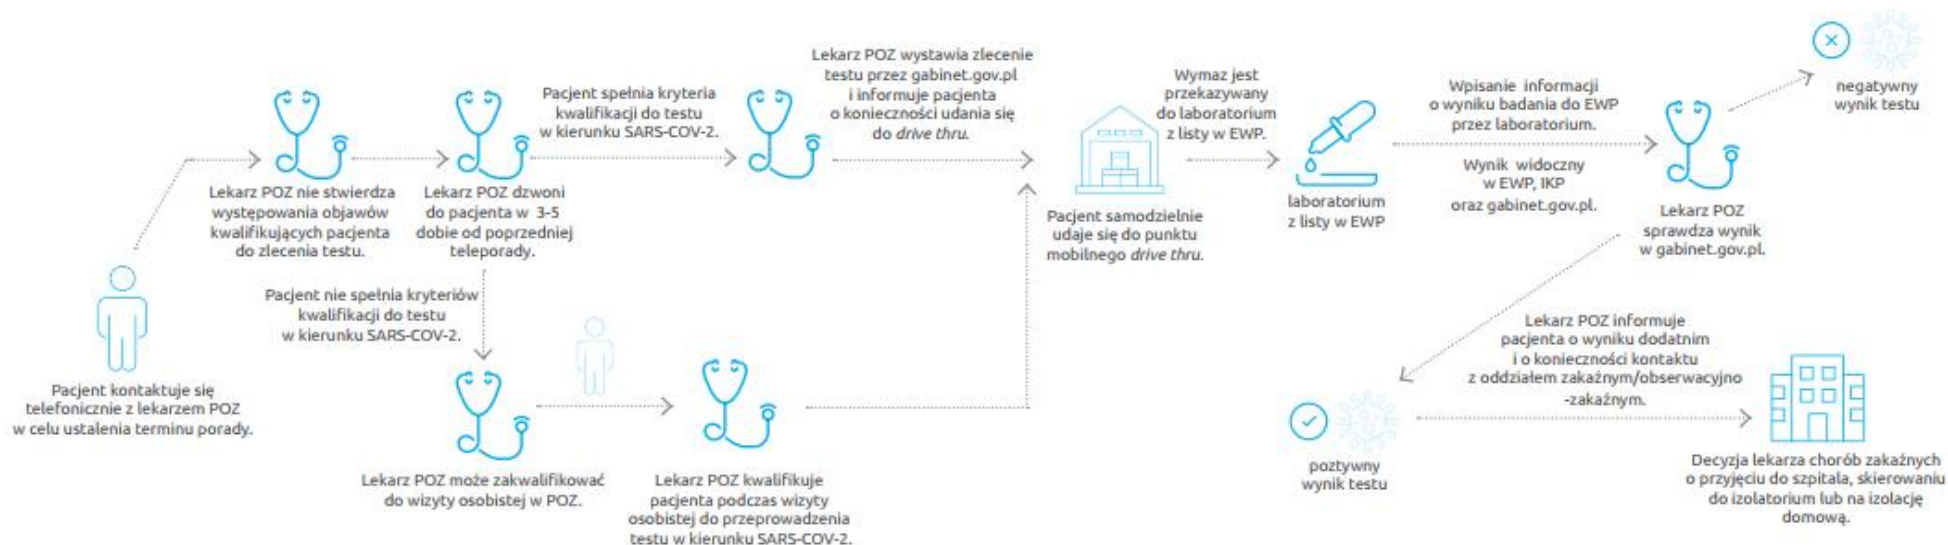 Pacjent kontaktuje się
telefonicznie z lekarzem POZ
w celu ustalenia terminu porady.
Lekarz POZ nie stwierdza
występowania objawów
kwalifikujących pacjenta
do zlecenia testu.
Lekarz POZ dzwoni
do pacjenta w 3-5
dobie od poprzedniej
teleporady.
Pacjent spełnia kryteria
kwalifikacji do testu
w kierunku SARS-COV-2.
Pacjent nie spełnia kryteriów
kwalifikacji do testu
w kierunku SARS-COV-2.
Lekarz POZ może zakwalifikować
do wizyty osobistej w POZ.
Lekarz POZ kwalifikuje
pacjenta podczas wizyty
osobistej do przeprowadzenia
testu w kierunku SARS-COV-2.
Lekarz POZ wystawia zlecenie
testu przez gabinet.gov.pl
i informuje pacjenta
o konieczności udania się
do drive thru.
Pacjent samodzielnie
udaje się do punktu
mobilnego drive thru.
Wymaz jest
przekazywany
do laboratorium
z listy w EWP.
laboratorium
z listy w EWP
Wpisanie informacji
o wyniku badania do EWP
przez laboratorium.
Wynik widoczny
w EWP, IKP
oraz gabinet.gov.pl.
Lekarz POZ
sprawdza wynik
w gabinet.gov.pl.
negatywny
wynik testu
poztywny
wynik testu
Lekarz POZ informuje
pacjenta o wyniku dodatnim
i o konieczności kontaktu
z oddziałem zakaźnym/obserwacyjno
-zakaźnym.
Decyzja lekarza chorób zakaźnych
o przyjęciu do szpitala, skierowaniu
do izolatorium lub na izolację
domową.